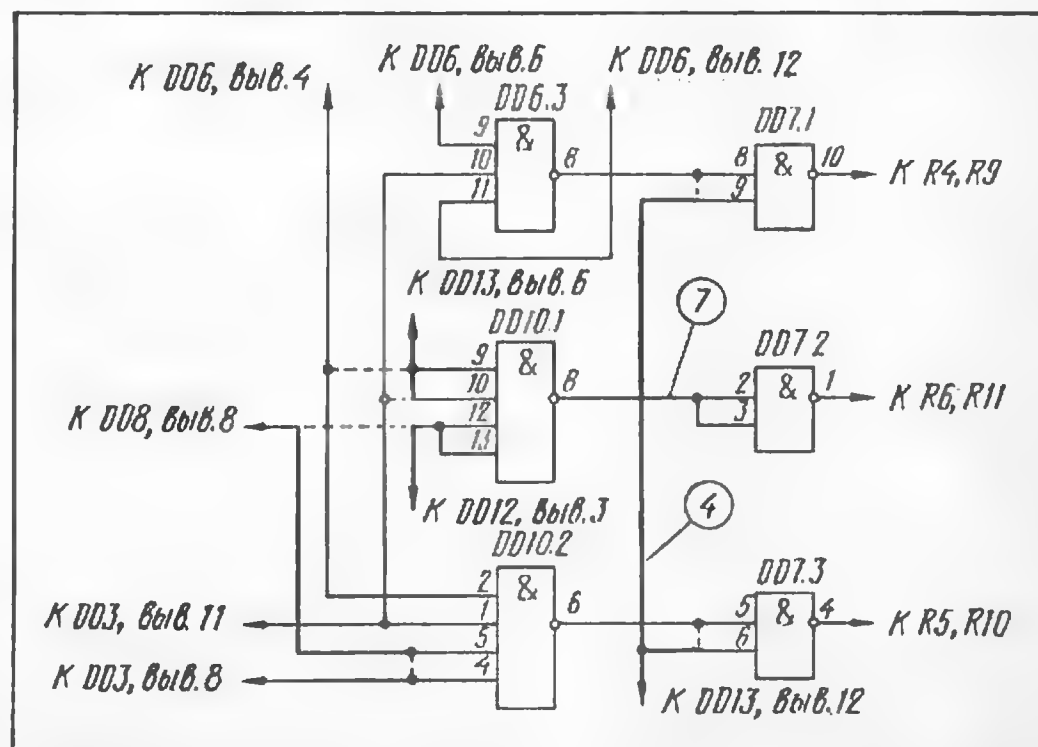 К DD6, выв. 4
К DD6, выв. 6
К DD6, выв. 12
DD6.3
9
10
11
&
8
DD7.1
8
9
&
10
К R4, R9
К DD13, выв. 6
DD10.1
9
10
12
13
&
8
7
DD7.2
2
3
&
1
К R6, R11
К DD8, выв. 8
К DD12, выв. 3
4
DD10.2
2
1
5
4
&
6
DD7.3
5
6
&
4
К R5, R10
К DD3, выв. 11
К DD3, выв. 8
К DD13, выв. 12